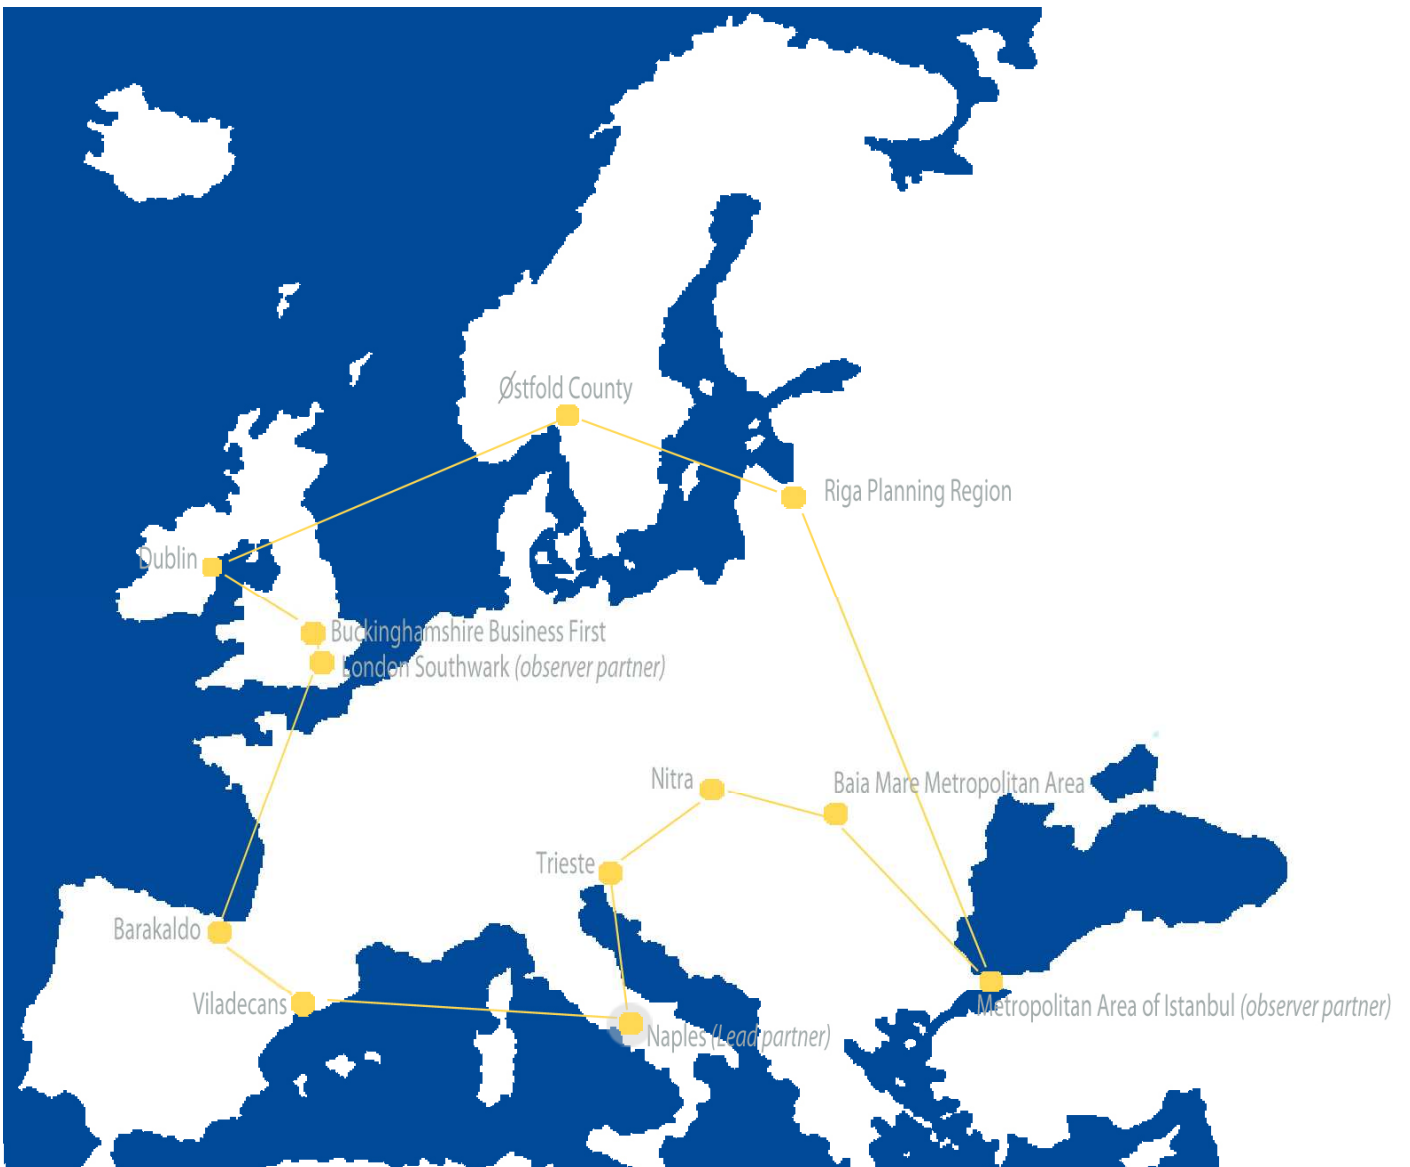 Østfold County
Riga Planning Region
Dublin
Buckinghamshire Business First
London Southwark (observer partner)
Nitra
Baia Mare Metropolitan Area
Trieste
Barakaldo
Viladecans
Metropolitan Area of Istanbul (observer partner)
Naples (Lead partner)